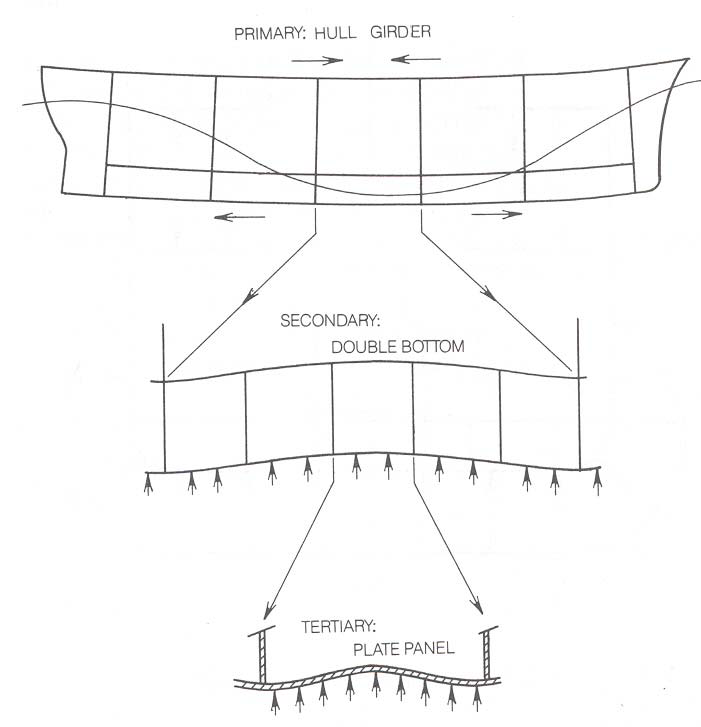 PRIMARY: HULL GIRDER
SECONDARY:
DOUBLE BOTTOM
TERTIARY:
PLATE PANEL